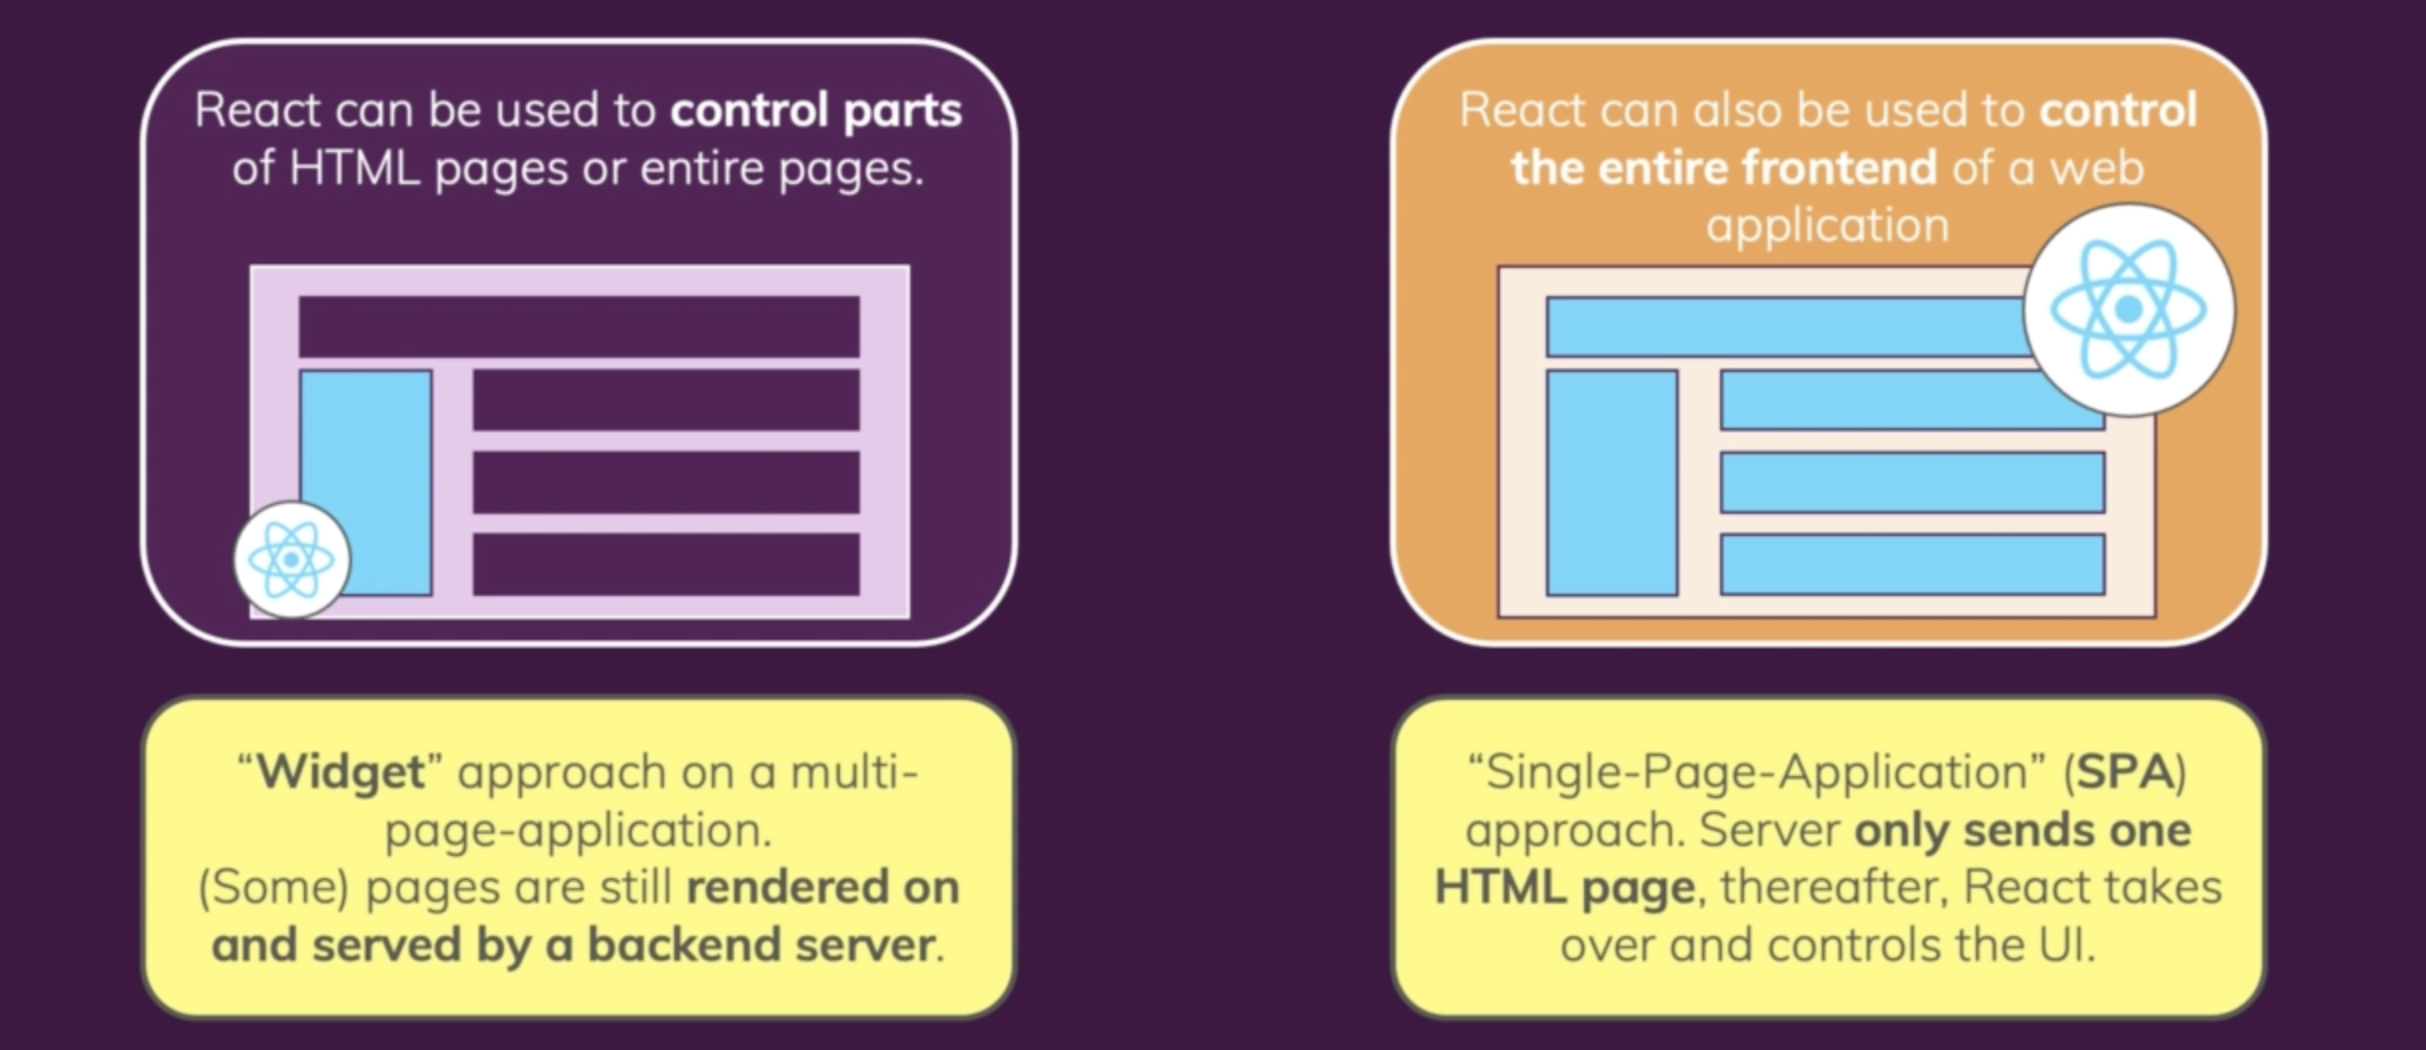 React can be used to control parts
of HTML pages or entire pages.
React can also be used to control
the entire frontend of a web
application
“Widget” approach on a multi-
page-application.
(Some) pages are still rendered on
and served by a backend server.
“Single-Page-Application” (SPA)
approach. Server only sends one
HTML page, thereafter, React takes
over and controls the UI.